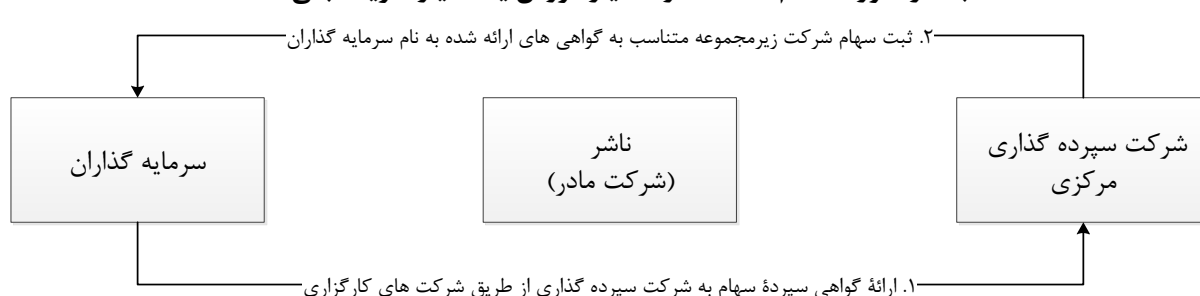 ۲. ثبت سهام شرکت زیرمجموعه متناسب به گواهی های ارائه شده به نام سرمایه گذاران
شرکت سپرده گذاری
مرکزی
ناشر
(شرکت مادر)
سرمایه گذاران
۱. ارائهٔ گواهی سپردهٔ سهام به شرکت سپرده گذاری از طریق شرکت های کارگزاری